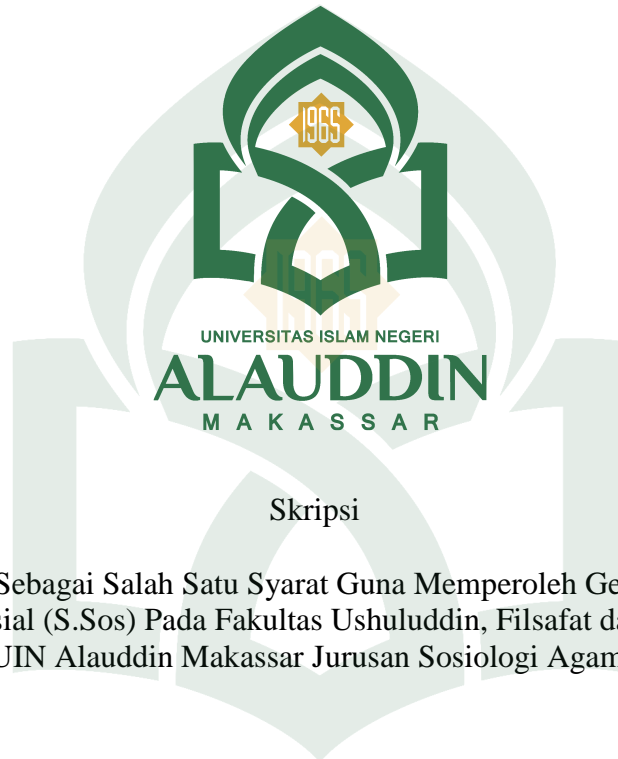 1965
UNIVERSITAS ISLAM NEGERI
ALAUDDIN
MAKASSAR
Skripsi
Sebagai Salah Satu Syarat Guna Memperoleh Ge
sial (S.Sos) Pada Fakultas Ushuluddin, Filsafat da
UIN Alauddin Makassar Jurusan Sosiologi Agam